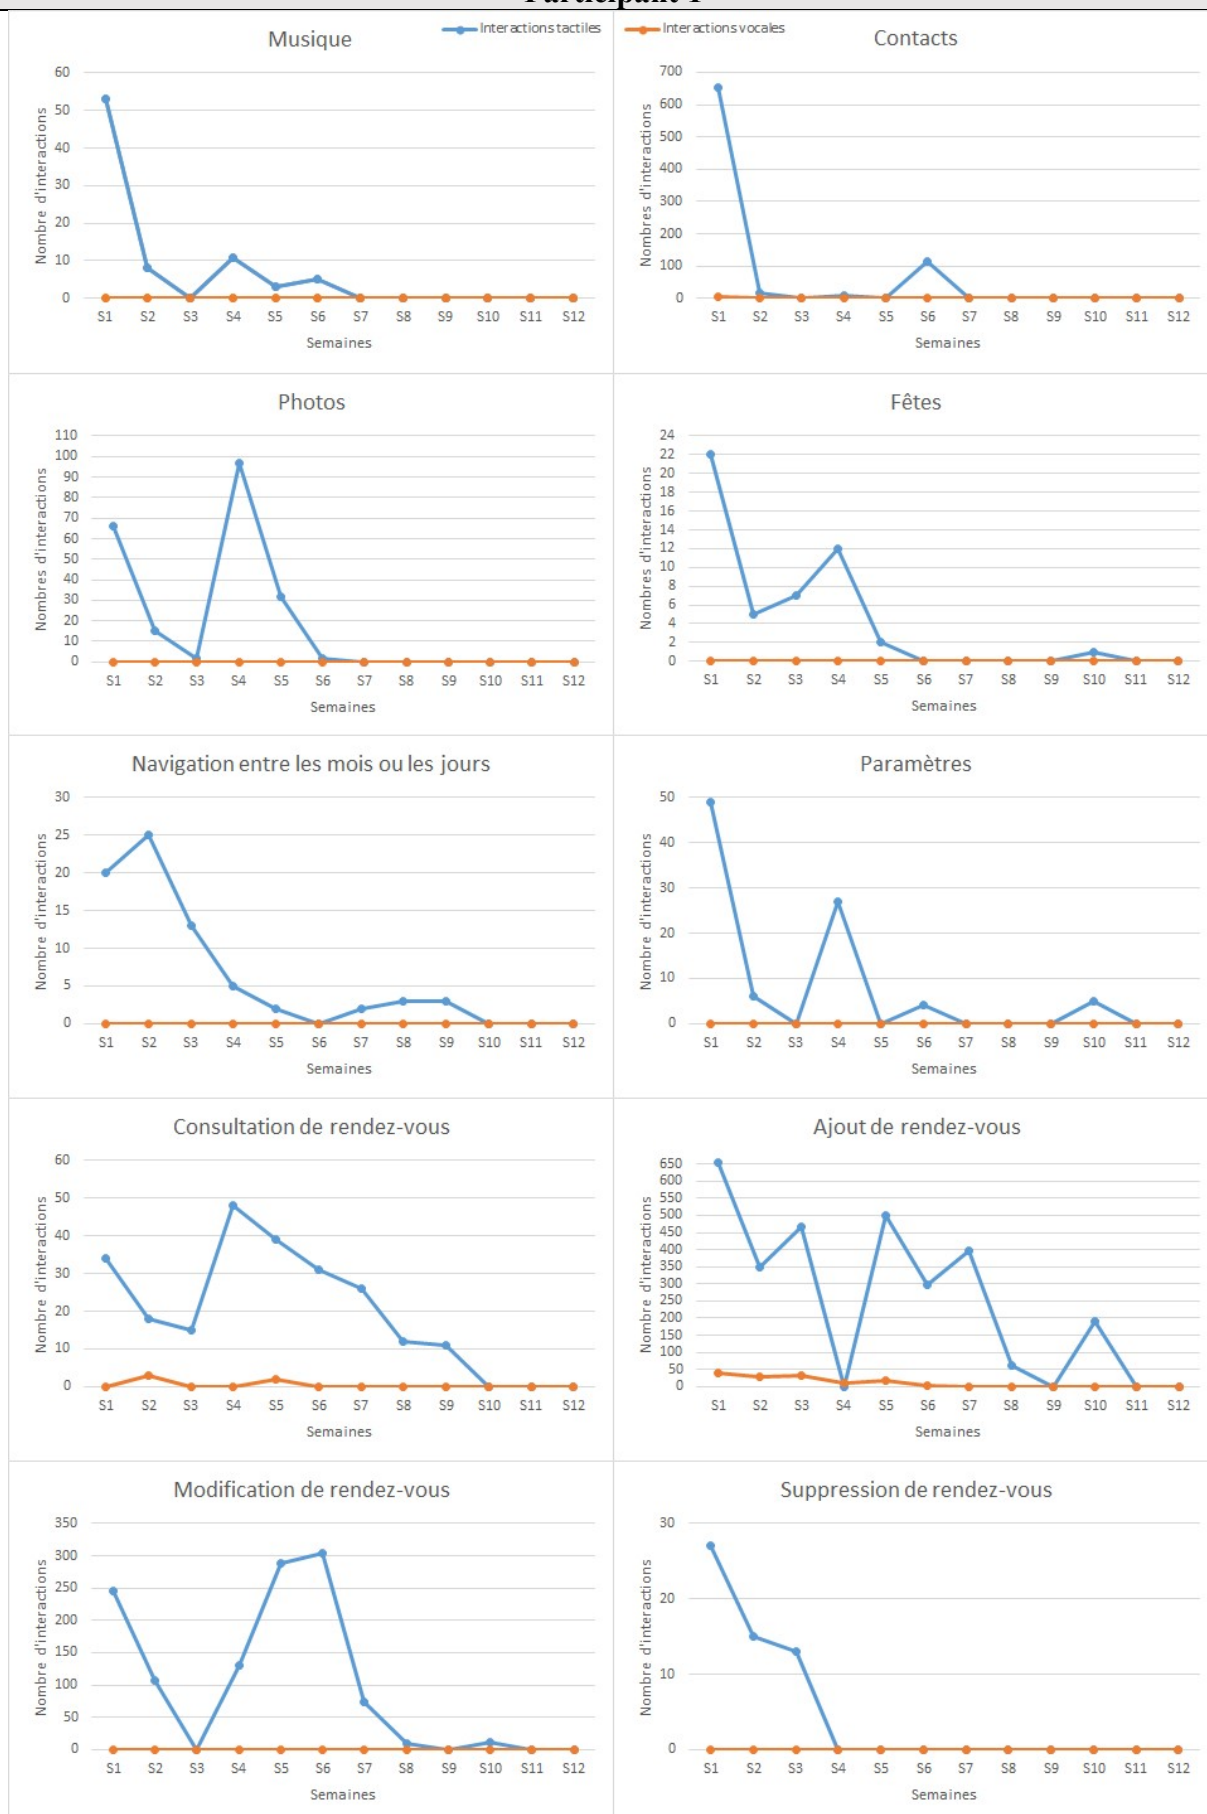 Participant 1
Interactions tactiles
Interactions vocales
Musique
Nombre d'interactions
60
50
40
30
20
10
0
S1 S2 S3 S4 S5 S6 S7 S8 S9 S10 S11 S12
Semaines
Contacts
Nombres d'interactions
700
600
500
400
300
200
100
0
S1 S2 S3 S4 S5 S6 S7 S8 S9 S10 S11 S12
Semaines
Photos
Nombres d'interactions
110
100
90
80
70
60
50
40
30
20
10
0
S1 S2 S3 S4 S5 S6 S7 S8 S9 S10 S11 S12
Semaines
Fêtes
Nombres d'interactions
24
22
20
18
16
14
12
10
8
6
4
2
0
S1 S2 S3 S4 S5 S6 S7 S8 S9 S10 S11 S12
Semaines
Navigation entre les mois ou les jours
Nombre d'interactions
30
25
20
15
10
5
0
S1 S2 S3 S4 S5 S6 S7 S8 S9 S10 S11 S12
Semaines
Paramètres
Nombre d'interactions
50
40
30
20
10
0
S1 S2 S3 S4 S5 S6 S7 S8 S9 S10 S11 S12
Semaines
Consultation de rendez-vous
Nombre d'interactions
60
50
40
30
20
10
0
S1 S2 S3 S4 S5 S6 S7 S8 S9 S10 S11 S12
Semaines
Ajout de rendez-vous
Nombre d'interactions
650
600
550
500
450
400
350
300
250
200
150
100
50
0
S1 S2 S3 S4 S5 S6 S7 S8 S9 S10 S11 S12
Semaines
Modification de rendez-vous
Nombre d'interactions
350
300
250
200
150
100
50
0
S1 S2 S3 S4 S5 S6 S7 S8 S9 S10 S11 S12
Semaines
Suppression de rendez-vous
Nombre d'interactions
30
20
10
0
S1 S2 S3 S4 S5 S6 S7 S8 S9 S10 S11 S12
Semaines